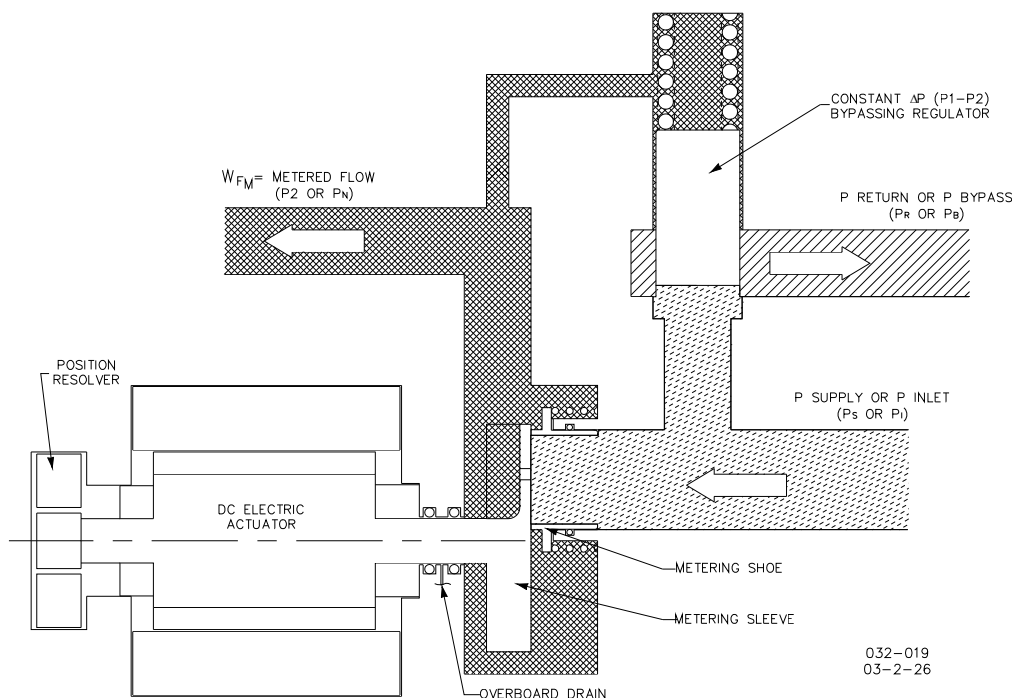 CONSTANT ΔP (P1-P2)
BYPASSING REGULATOR
WFM= METERED FLOW
(P2 OR PN)
P RETURN OR P BYPASS
(PR OR PB)
POSITION
RESOLVER
P SUPPLY OR P INLET
(PS OR PI)
DC ELECTRIC
ACTUATOR
METERING SHOE
METERING SLEEVE
OVERBOARD DRAIN
032-019
03-2-26